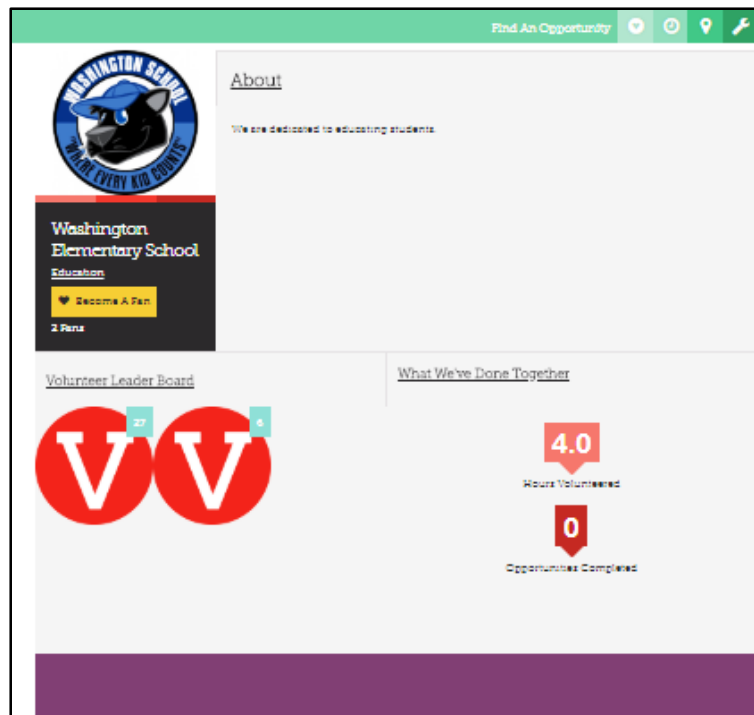 Find An Opportunity
WASHINGTON SCHOOL
"WHERE EVERY KID COUNTS"
About
We are dedicated to educating students.
Washington
Elementary School
Education
Become A Fan
2 Fans
Volunteer Leader Board
V
27
V
6
What We've Done Together
4.0
Hours Volunteered
0
Opportunities Completed